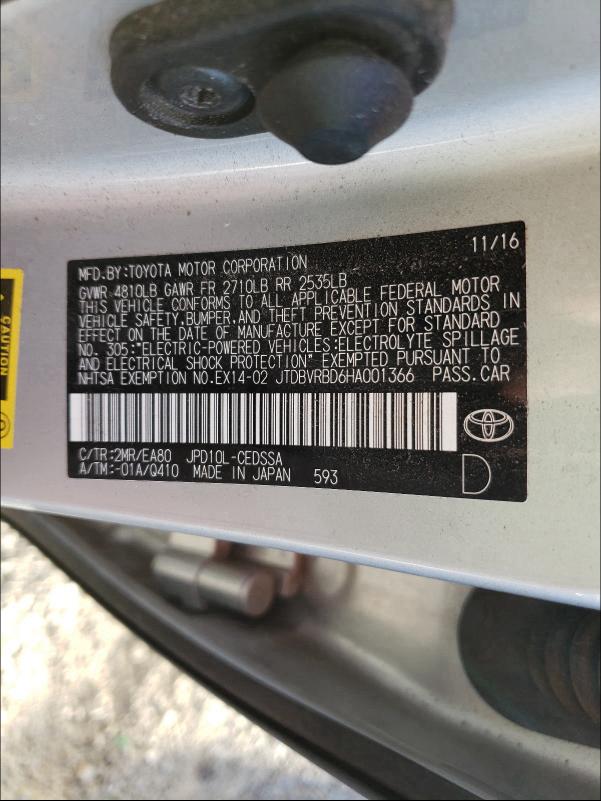 11/16
MFD.BY:TOYOTA MOTOR CORPORATION
GVWR 4810LB GAWR FR 2710LB RR 2535LB
THIS VEHICLE CONFORMS TO ALL APPLICABLE FEDERAL MOTOR
VEHICLE SAFETY,BUMPER,AND THEFT PREVENTION STANDARDS IN
EFFECT ON THE DATE OF MANUFACTURE EXCEPT FOR STANDARD
NO. 305:"ELECTRIC-POWERED VEHICLES:ELECTROLYTE SPILLAGE
AND ELECTRICAL SHOCK PROTECTION" EXEMPTED PURSUANT TO
NHTSA EXEMPTION NO.EX14-02 JTDBVRBD6HA001366 PASS.CAR
C/TR:2MR/EA80 JPD10L-CEDSSA
A/TM:-01A/Q410 MADE IN JAPAN 593
D
CAUTION